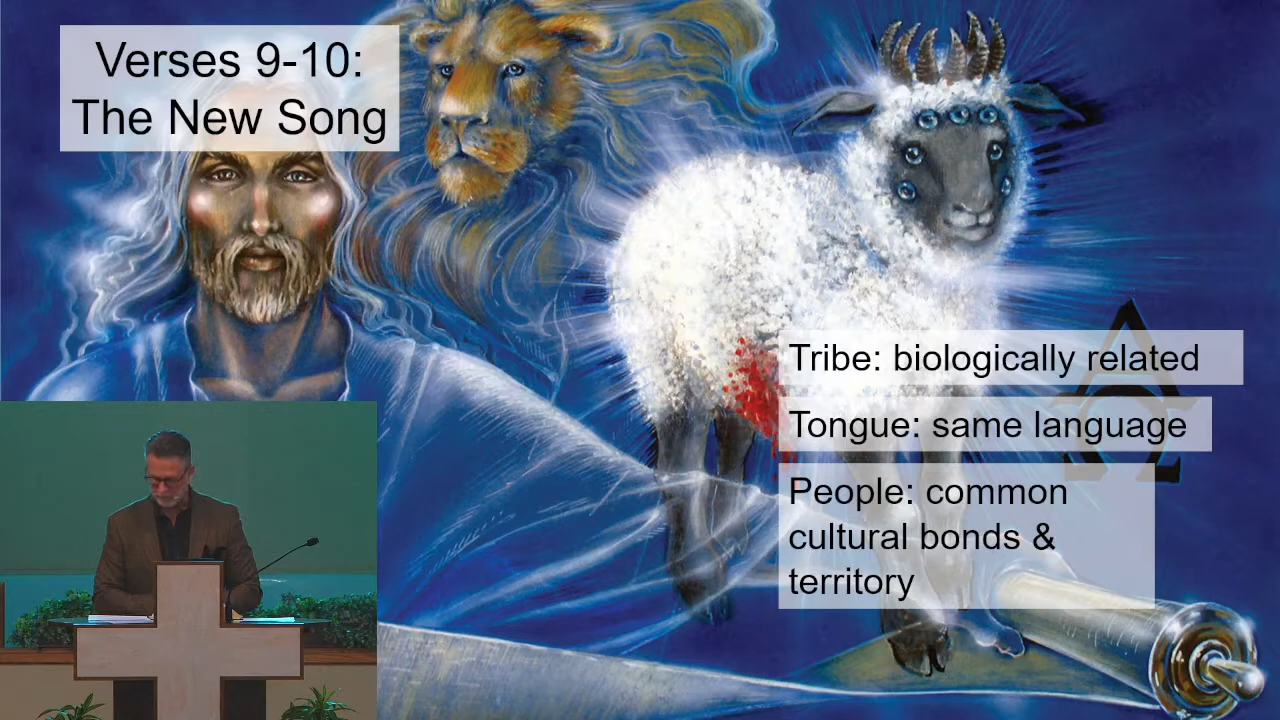 Verses 9-10:
The New Song
Tribe: biologically related
Tongue: same language
People: common
cultural bonds &
territory